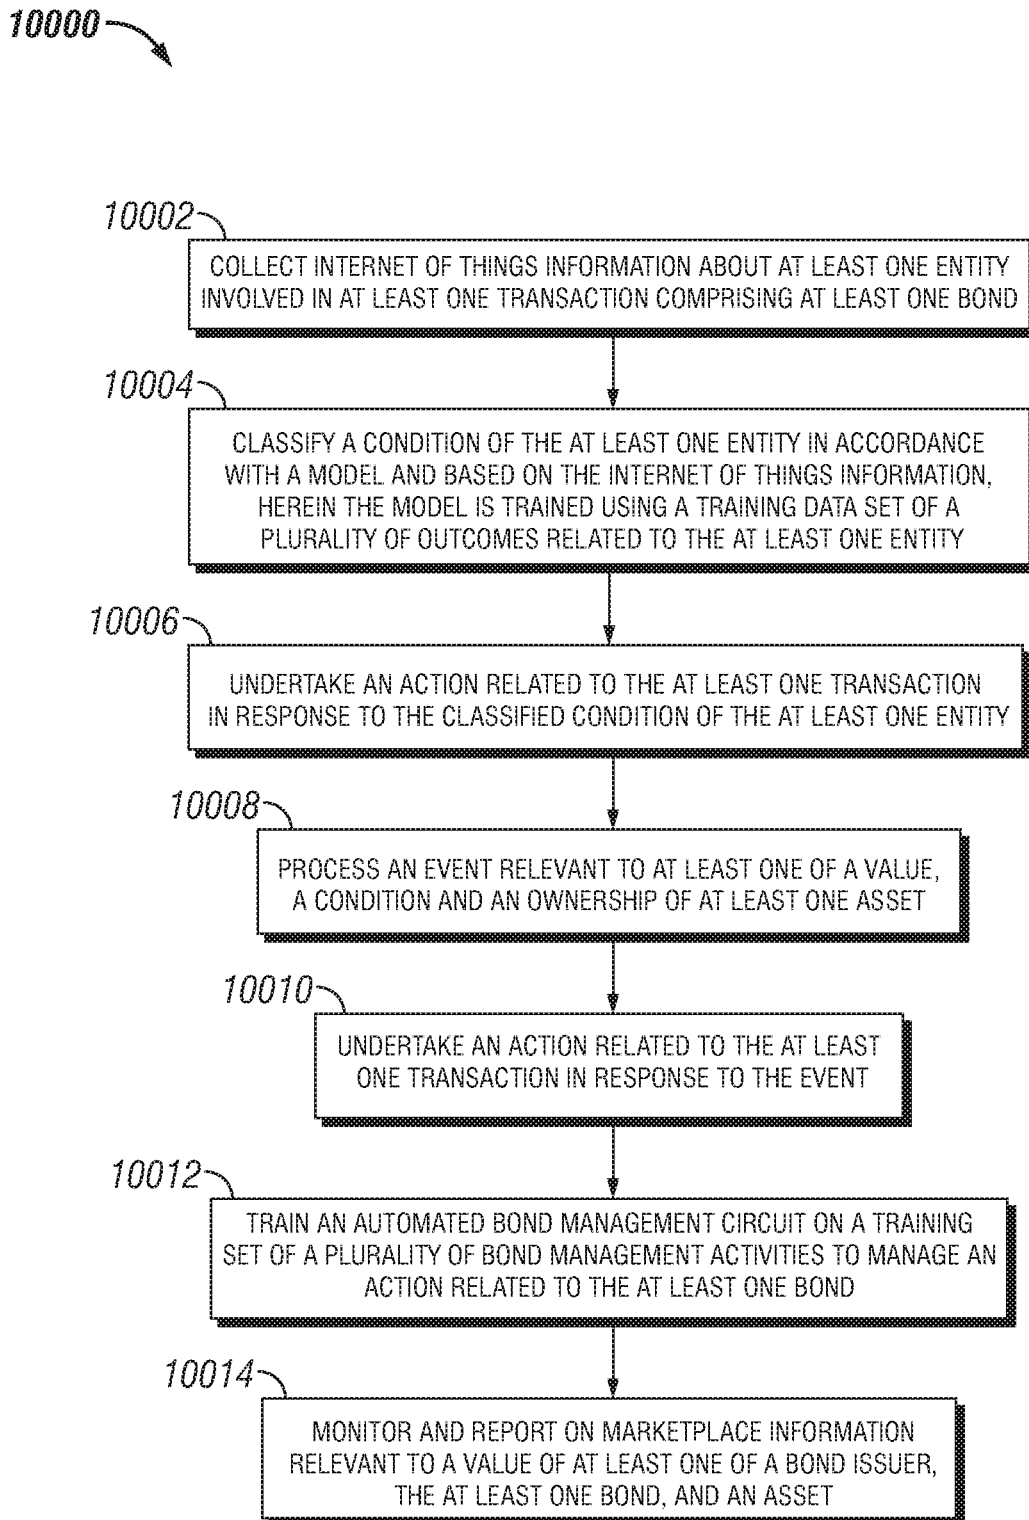 10000
10002
COLLECT INTERNET OF THINGS INFORMATION ABOUT AT LEAST ONE ENTITY
INVOLVED IN AT LEAST ONE TRANSACTION COMPRISING AT LEAST ONE BOND
10004
CLASSIFY A CONDITION OF THE AT LEAST ONE ENTITY IN ACCORDANCE
WITH A MODEL AND BASED ON THE INTERNET OF THINGS INFORMATION,
HEREIN THE MODEL IS TRAINED USING A TRAINING DATA SET OF A
PLURALITY OF OUTCOMES RELATED TO THE AT LEAST ONE ENTITY
10006
UNDERTAKE AN ACTION RELATED TO THE AT LEAST ONE TRANSACTION
IN RESPONSE TO THE CLASSIFIED CONDITION OF THE AT LEAST ONE ENTITY
10008
PROCESS AN EVENT RELEVANT TO AT LEAST ONE OF A VALUE,
A CONDITION AND AN OWNERSHIP OF AT LEAST ONE ASSET
10010
UNDERTAKE AN ACTION RELATED TO THE AT LEAST
ONE TRANSACTION IN RESPONSE TO THE EVENT
10012
TRAIN AN AUTOMATED BOND MANAGEMENT CIRCUIT ON A TRAINING
SET OF A PLURALITY OF BOND MANAGEMENT ACTIVITIES TO MANAGE AN
ACTION RELATED TO THE AT LEAST ONE BOND
10014
MONITOR AND REPORT ON MARKETPLACE INFORMATION
RELEVANT TO A VALUE OF AT LEAST ONE OF A BOND ISSUER,
THE AT LEAST ONE BOND, AND AN ASSET